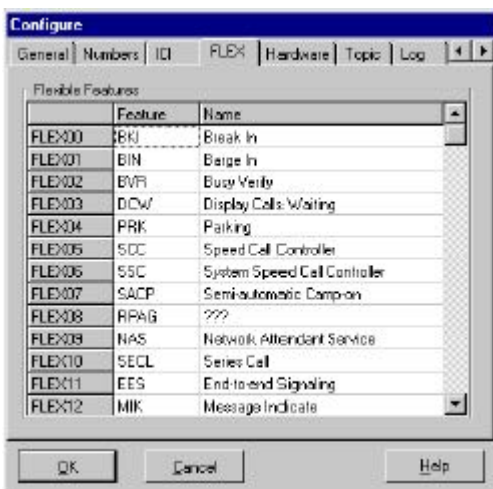 Configure
General Numbers ICI FLEX Hardware Topic Log
Flexible Features
Feature Name
FLEX00 BKI Break In
FLEX01 BIN Barge In
FLEX02 BVR Busy Verify
FLEX03 DCW Display Calls Waiting
FLEX04 PRK Parking
FLEX05 SCC Speed Call Controller
FLEX06 SSC System Speed Call Controller
FLEX07 SACP Semi-automatic Camp-on
FLEX08 RPAG ???
FLEX09 NAS Network Attendant Service
FLEX10 SECL Series Call
FLEX11 EES End-to-end Signaling
FLEX12 MIK Message Indicate
OK Cancel Help